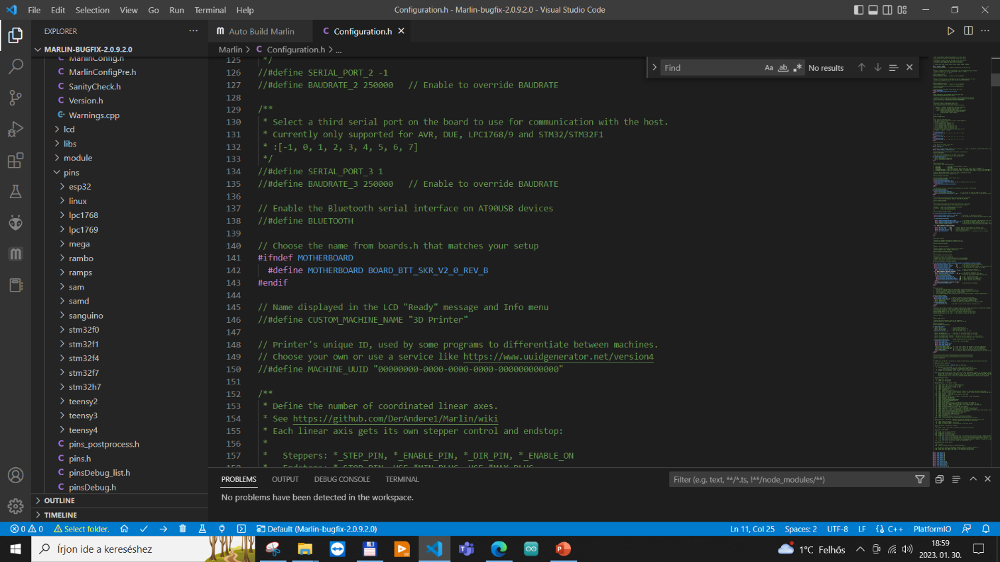 File Edit Selection View Go Run Terminal Help
Configuration.h - Marlin-bugfix-2.0.9.2.0 - Visual Studio Code
EXPLORER
MARLIN-BUGFIX-2.0.9.2.0
MarlinConfig.h
MarlinConfigPre.h
SanityCheck.h
Version.h
Warnings.cpp
lcd
libs
module
pins
esp32
linux
lpc1768
lpc1769
mega
rambo
ramps
sam
samd
sanguino
stm32f0
stm32f1
stm32f4
stm32f7
stm32h7
teensy2
teensy3
teensy4
pins_postprocess.h
pins.h
pinsDebug_list.h
pinsDebug.h
OUTLINE
TIMELINE
Auto Build Marlin
Configuration.h
Marlin > Configuration.h > ...
Find Aa ab No results
125 */
126 //#define SERIAL_PORT_2 -1
127 //#define BAUDRATE_2 250000 // Enable to override BAUDRATE
128
129 /**
130 * Select a third serial port on the board to use for communication with the host.
131 * Currently only supported for AVR, DUE, LPC1768/9 and STM32/STM32F1
132 * :[-1, 0, 1, 2, 3, 4, 5, 6, 7]
133 */
134 //#define SERIAL_PORT_3 1
135 //#define BAUDRATE_3 250000 // Enable to override BAUDRATE
136
137 // Enable the Bluetooth serial interface on AT90USB devices
138 //#define BLUETOOTH
139
140 // Choose the name from boards.h that matches your setup
141 #ifndef MOTHERBOARD
142 #define MOTHERBOARD BOARD_BTT_SKR_V2_0_REV_B
143 #endif
144
145 // Name displayed in the LCD "Ready" message and Info menu
146 //#define CUSTOM_MACHINE_NAME "3D Printer"
147
148 // Printer's unique ID, used by some programs to differentiate between machines.
149 // Choose your own or use a service like https://www.uuidgenerator.net/version4
150 //#define MACHINE_UUID "00000000-0000-0000-0000-000000000000"
151
152 /**
153 * Define the number of coordinated linear axes.
154 * See https://github.com/DerAndere1/Marlin/wiki
155 * Each linear axis gets its own stepper control and endstop:
156 *
157 * Steppers: *_STEP_PIN, *_ENABLE_PIN, *_DIR_PIN, *_ENABLE_ON
158 * Endstops: *_STOP_PIN, USE_*MIN_PLUG, USE_*MAX_PLUG
PROBLEMS OUTPUT DEBUG CONSOLE TERMINAL
Filter (e.g. text, **/*.ts, !**/node_modules/**)
No problems have been detected in the workspace.
0 0 Select folder. Default (Marlin-bugfix-2.0.9.2.0)
Ln 11, Col 25 Spaces: 2 UTF-8 LF C++ PlatformIO
Írjon ide a kereséshez
1°C Felhős
18:59
2023. 01. 30.